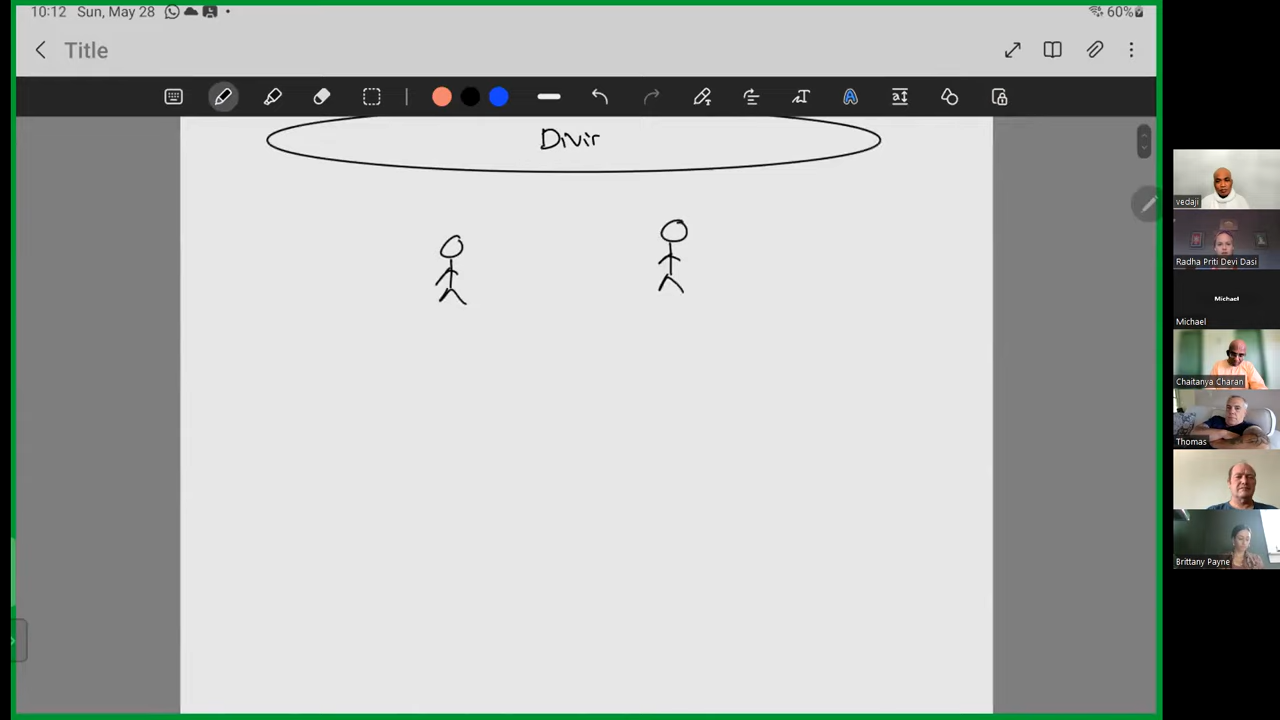 10:12 Sun, May 28
60%
Title
Divir
vedaji
Radha Priti Devi Dasi
Michael
Michael
Chaitanya Charan
Thomas
Brittany Payne